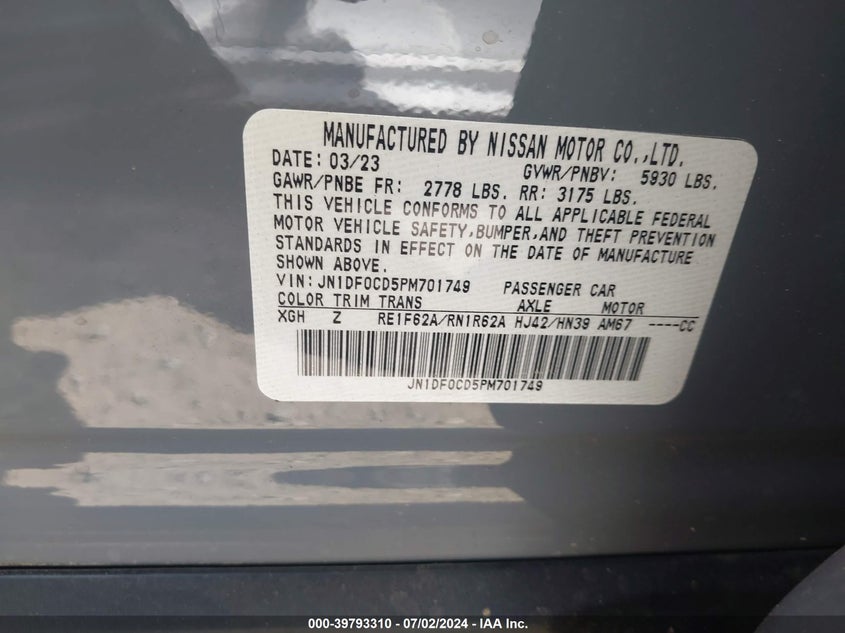 MANUFACTURED BY NISSAN MOTOR CO.,LTD.
DATE: 03/23 GVWR/PNBV: 5930 LBS.
GAWR/PNBE FR: 2778 LBS. RR: 3175 LBS.
THIS VEHICLE CONFORMS TO ALL APPLICABLE FEDERAL
MOTOR VEHICLE SAFETY,BUMPER,AND THEFT PREVENTION
STANDARDS IN EFFECT ON THE DATE OF MANUFACTURE
SHOWN ABOVE.
VIN:JN1DF0CD5PM701749 PASSENGER CAR
COLOR TRIM TRANS AXLE MOTOR
XGH Z RE1F62A/RN1R62A HJ42/HN39 AM67 ----CC
JN1DF0CD5PM701749
000-39793310 - 07/02/2024 - IAA Inc.